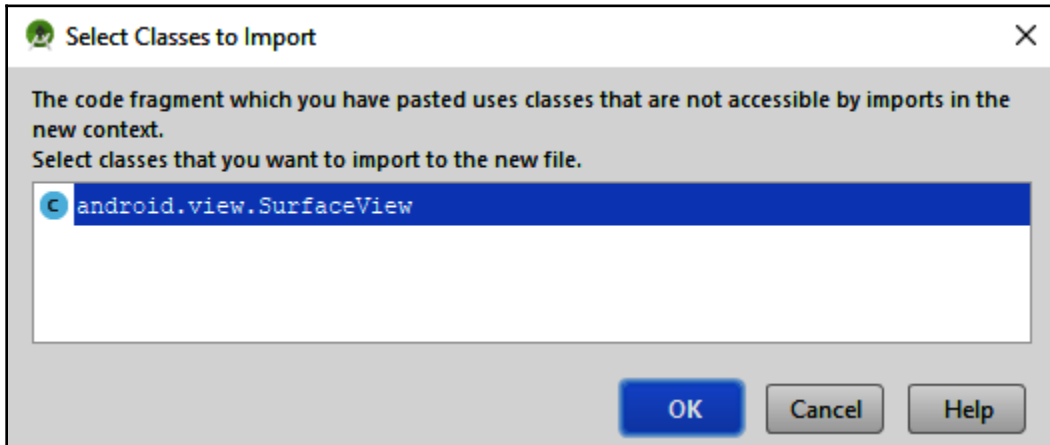 Select Classes to Import
The code fragment which you have pasted uses classes that are not accessible by imports in the
new context.
Select classes that you want to import to the new file.
C android.view.SurfaceView
OK Cancel Help